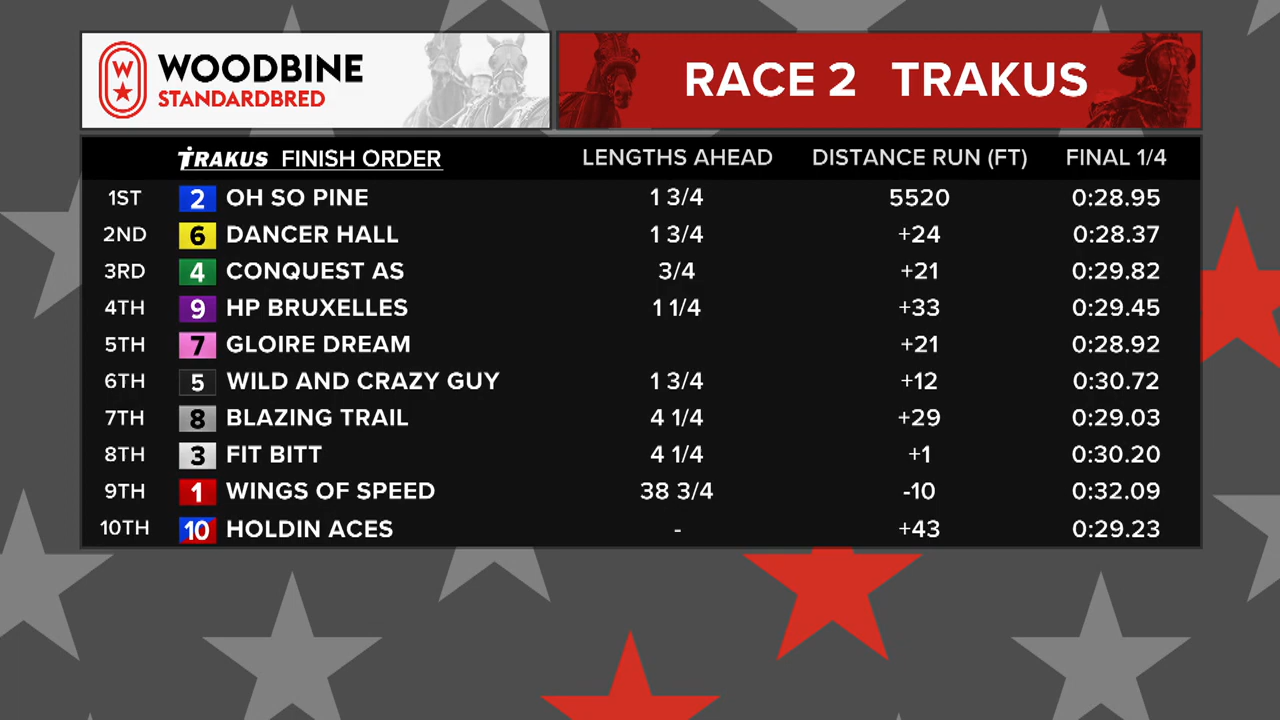 W
WOODBINE
STANDARDBRED
RACE 2 TRAKUS
TRAKUS FINISH ORDER LENGTHS AHEAD DISTANCE RUN (FT) FINAL 1/4
1ST 2 OH SO PINE 1 3/4 5520 0:28.95
2ND 6 DANCER HALL 1 3/4 +24 0:28.37
3RD 4 CONQUEST AS 3/4 +21 0:29.82
4TH 9 HP BRUXELLES 1 1/4 +33 0:29.45
5TH 7 GLOIRE DREAM +21 0:28.92
6TH 5 WILD AND CRAZY GUY 1 3/4 +12 0:30.72
7TH 8 BLAZING TRAIL 4 1/4 +29 0:29.03
8TH 3 FIT BITT 4 1/4 +1 0:30.20
9TH 1 WINGS OF SPEED 38 3/4 -10 0:32.09
10TH 10 HOLDIN ACES - +43 0:29.23